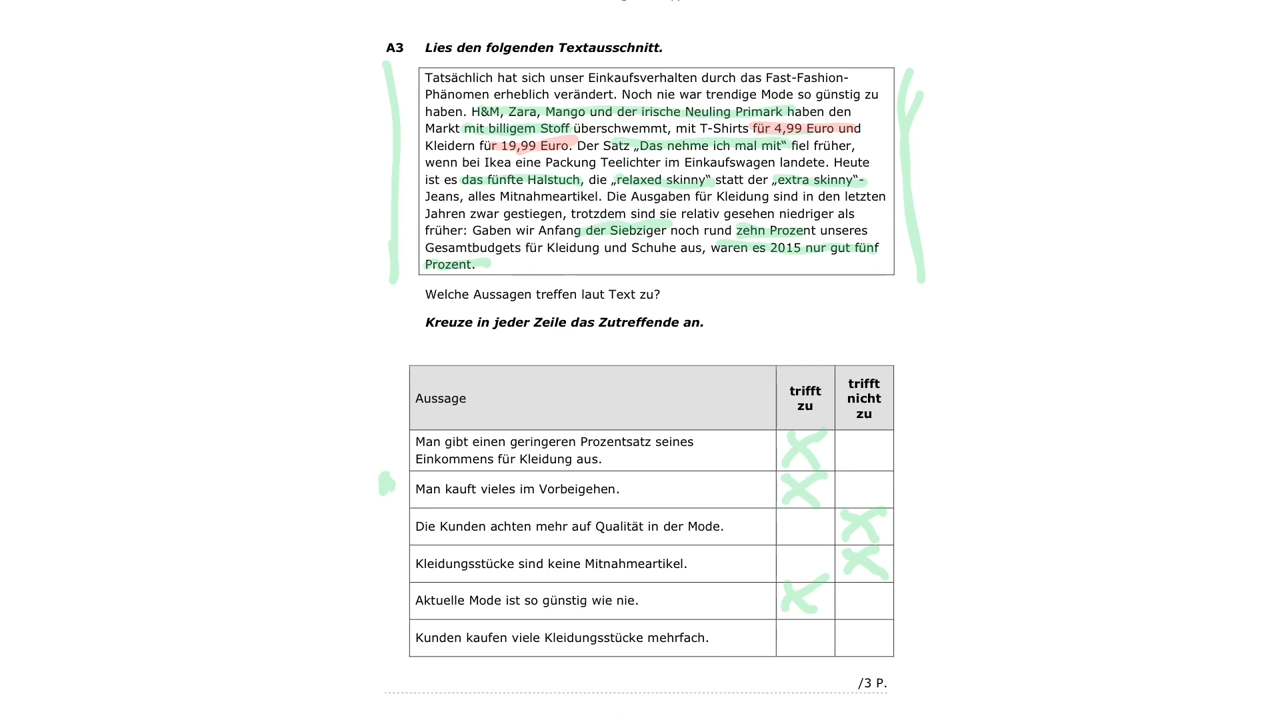 A3 Lies den folgenden Textausschnitt.
Tatsächlich hat sich unser Einkaufsverhalten durch das Fast-Fashion-
Phänomen erheblich verändert. Noch nie war trendige Mode so günstig zu
haben. H&M, Zara, Mango und der irische Neuling Primark haben den
Markt mit billigem Stoff überschwemmt, mit T-Shirts für 4,99 Euro und
Kleidern für 19,99 Euro. Der Satz „Das nehme ich mal mit“ fiel früher,
wenn bei Ikea eine Packung Teelichter im Einkaufswagen landete. Heute
ist es das fünfte Halstuch, die „relaxed skinny“ statt der „extra skinny“-
Jeans, alles Mitnahmeartikel. Die Ausgaben für Kleidung sind in den letzten
Jahren zwar gestiegen, trotzdem sind sie relativ gesehen niedriger als
früher: Gaben wir Anfang der Siebziger noch rund zehn Prozent unseres
Gesamtbudgets für Kleidung und Schuhe aus, waren es 2015 nur gut fünf
Prozent.
Welche Aussagen treffen laut Text zu?
Kreuze in jeder Zeile das Zutreffende an.
Aussage trifft zu trifft nicht zu
Man gibt einen geringeren Prozentsatz seines
Einkommens für Kleidung aus.
Man kauft vieles im Vorbeigehen.
Die Kunden achten mehr auf Qualität in der Mode.
Kleidungsstücke sind keine Mitnahmeartikel.
Aktuelle Mode ist so günstig wie nie.
Kunden kaufen viele Kleidungsstücke mehrfach.
/3 P.